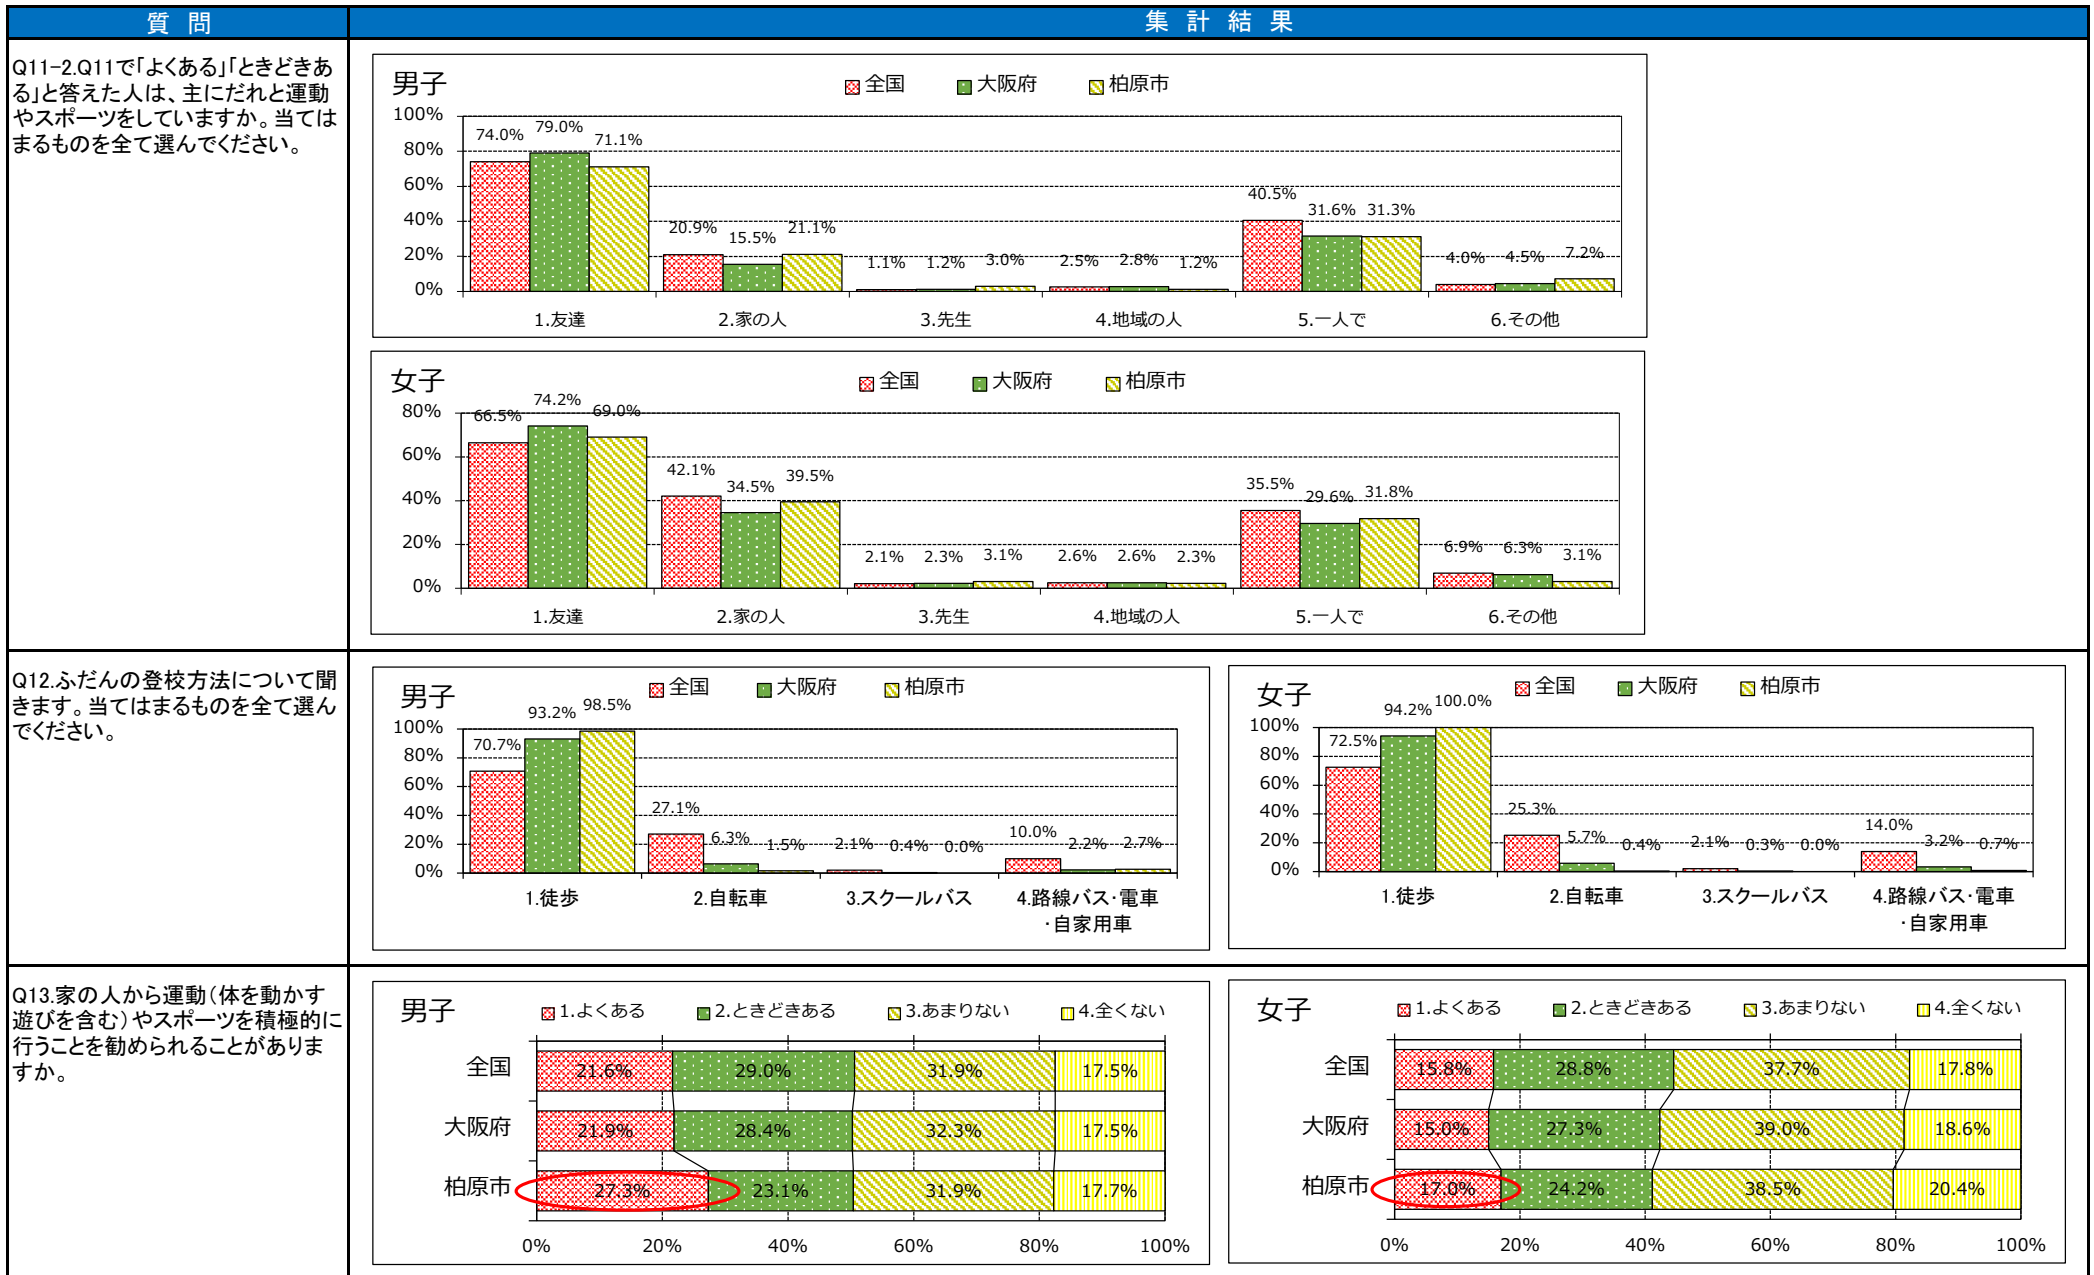 質 問
集 計 結 果
Q11-2.Q11で「よくある」「ときどきあ
る」と答えた人は、主にだれと運動
やスポーツをしていますか。当ては
まるものを全て選んでください。
男子
全国 大阪府 柏原市
100%
80%
60%
40%
20%
0%
74.0% 79.0% 71.1%
20.9% 15.5% 21.1%
1.1% 1.2% 3.0%
2.5% 2.8% 1.2%
40.5% 31.6% 31.3%
4.0% 4.5% 7.2%
1.友達 2.家の人 3.先生 4.地域の人 5.一人で 6.その他
女子
全国 大阪府 柏原市
80%
60%
40%
20%
0%
66.5% 74.2% 69.0%
42.1% 34.5% 39.5%
2.1% 2.3% 3.1%
2.6% 2.6% 2.3%
35.5% 29.6% 31.8%
6.9% 6.3% 3.1%
1.友達 2.家の人 3.先生 4.地域の人 5.一人で 6.その他
Q12.ふだんの登校方法について聞
きます。当てはまるものを全て選ん
でください。
男子
全国 大阪府 柏原市
100%
80%
60%
40%
20%
0%
70.7% 93.2% 98.5%
27.1% 6.3% 1.5%
2.1% 0.4% 0.0%
10.0% 2.2% 2.7%
1.徒歩 2.自転車 3.スクールバス 4.路線バス・電車
・自家用車
女子
全国 大阪府 柏原市
100%
80%
60%
40%
20%
0%
72.5% 94.2% 100.0%
25.3% 5.7% 0.4%
2.1% 0.3% 0.0%
14.0% 3.2% 0.7%
1.徒歩 2.自転車 3.スクールバス 4.路線バス・電車
・自家用車
Q13.家の人から運動(体を動かす
遊びを含む)やスポーツを積極的に
行うことを勧められることがありま
すか。
男子
1.よくある 2.ときどきある 3.あまりない 4.全くない
全国 21.6% 29.0% 31.9% 17.5%
大阪府 21.9% 28.4% 32.3% 17.5%
柏原市 27.3% 23.1% 31.9% 17.7%
0% 20% 40% 60% 80% 100%
女子
1.よくある 2.ときどきある 3.あまりない 4.全くない
全国 15.8% 28.8% 37.7% 17.8%
大阪府 15.0% 27.3% 39.0% 18.6%
柏原市 17.0% 24.2% 38.5% 20.4%
0% 20% 40% 60% 80% 100%